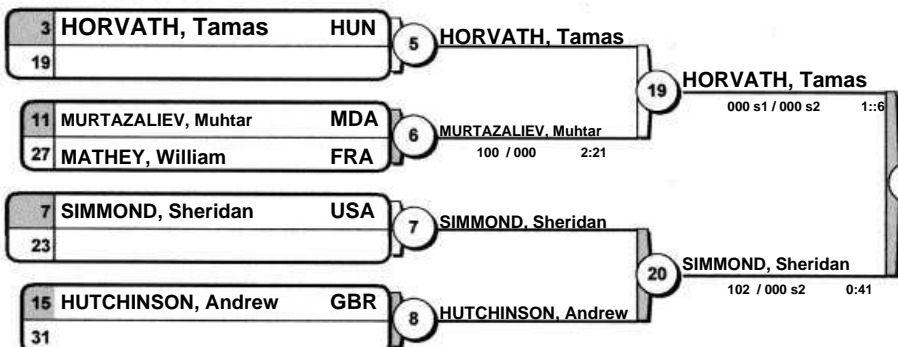 3 HORVATH, Tamas HUN
19
5
HORVATH, Tamas
11 MURTAZALIEV, Muhtar MDA
27 MATHEY, William FRA
6
MURTAZALIEV, Muhtar
100 / 000 2:21
19
HORVATH, Tamas
000 s1 / 000 s2 1::6
7 SIMMOND, Sheridan USA
23
7
SIMMOND, Sheridan
15 HUTCHINSON, Andrew GBR
31
8
HUTCHINSON, Andrew
20
SIMMOND, Sheridan
102 / 000 s2 0:41